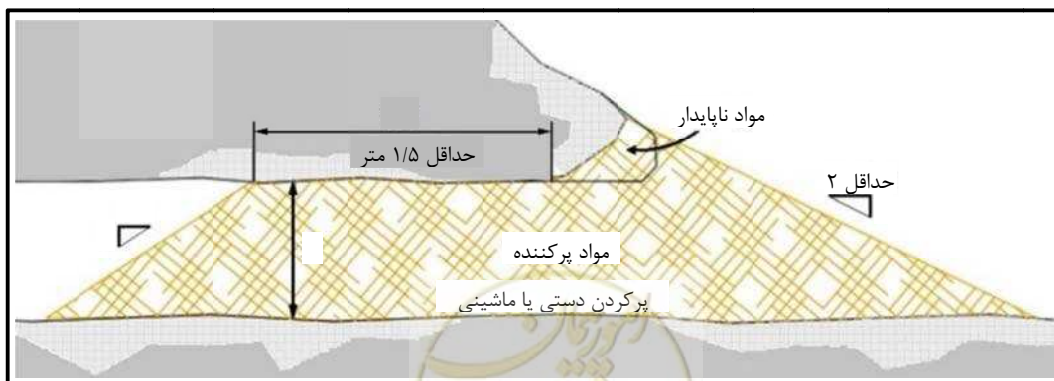 مواد ناپایدار
حداقل ۱/۵ متر
حداقل ۲
مواد پرکننده
پرکردن دستی یا ماشینی